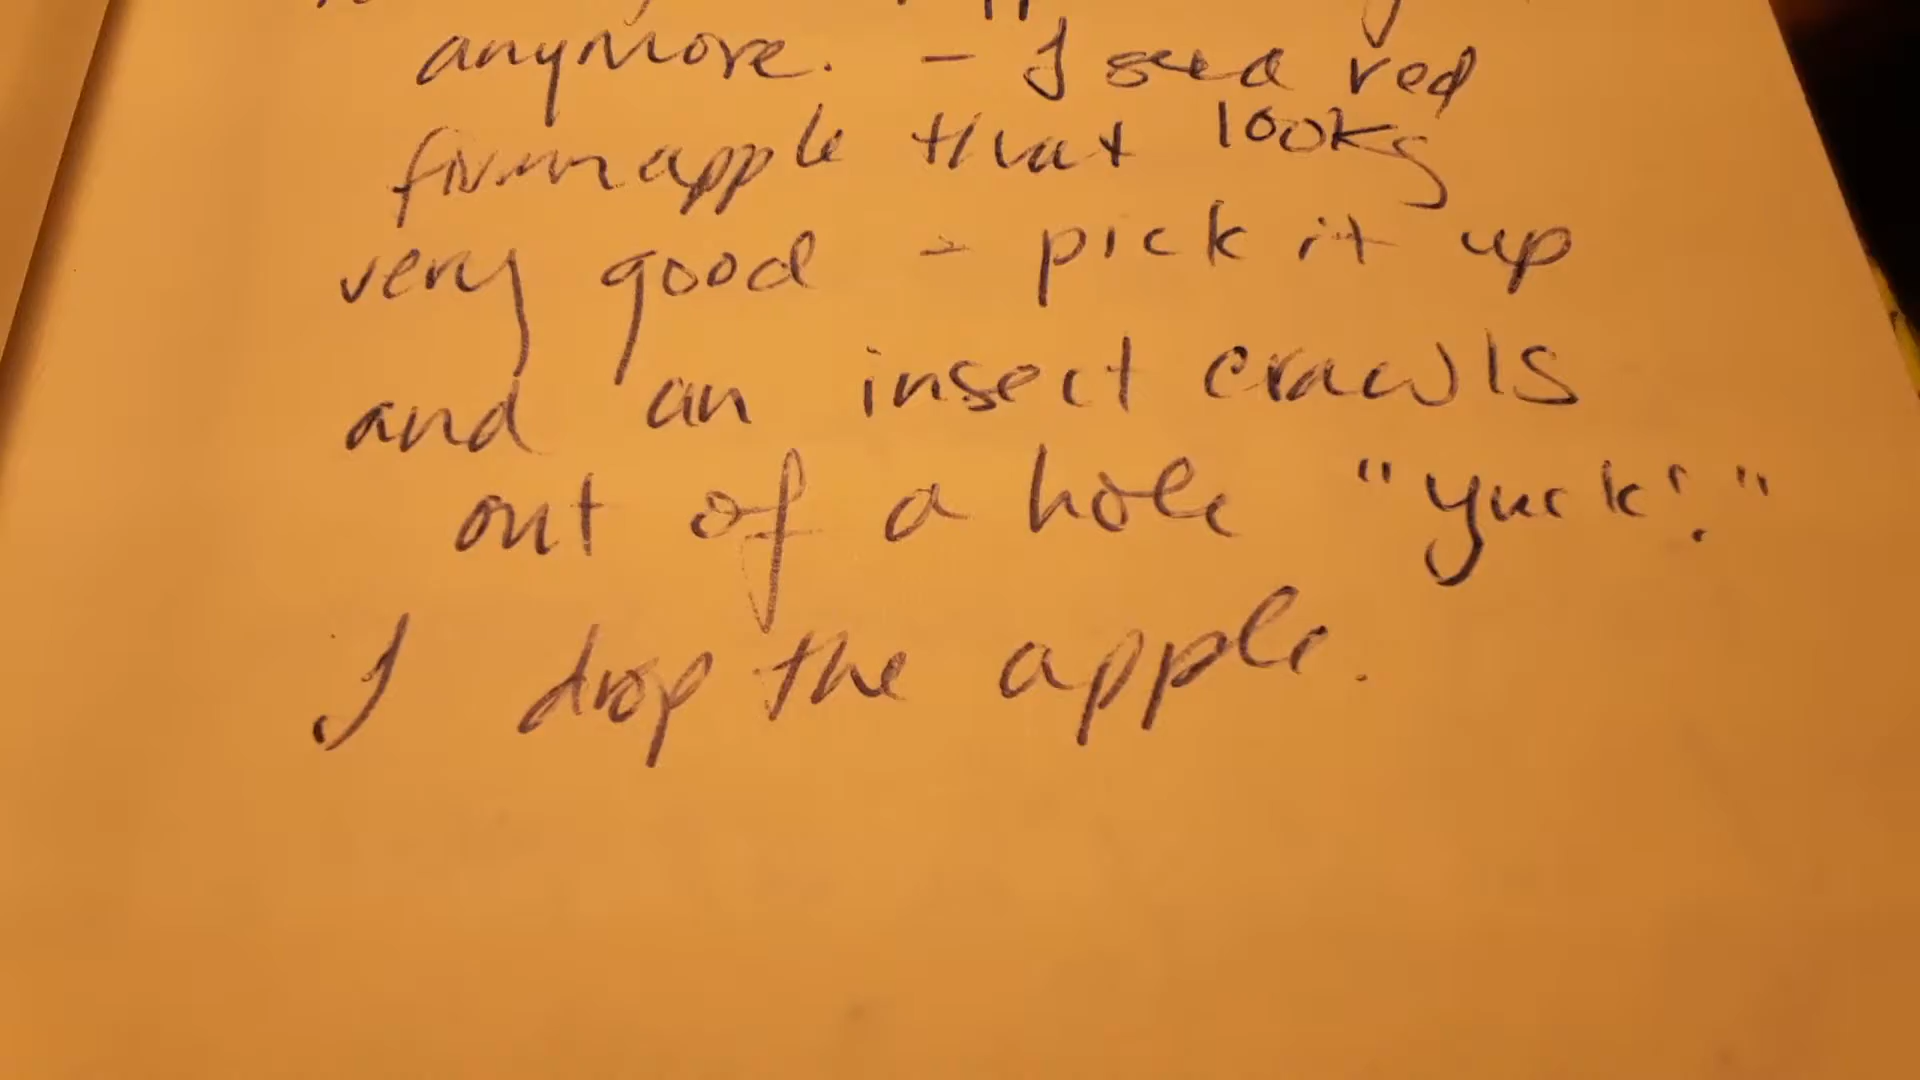 anymore. - I see a red
firm apple that looks
very good - pick it up
and an insect crawls
out of a hole "yuck!"
I drop the apple.